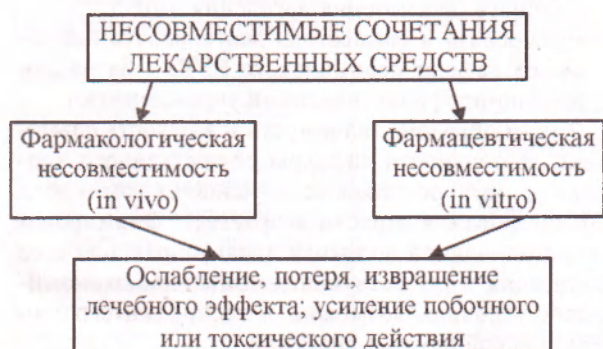 НЕСОВМЕСТИМЫЕ СОЧЕТАНИЯ
ЛЕКАРСТВЕННЫХ СРЕДСТВ
Фармакологическая
несовместимость
(in vivo)
Фармацевтическая
несовместимость
(in vitro)
Ослабление, потеря, извращение
лечебного эффекта; усиление побочного
или токсического действия